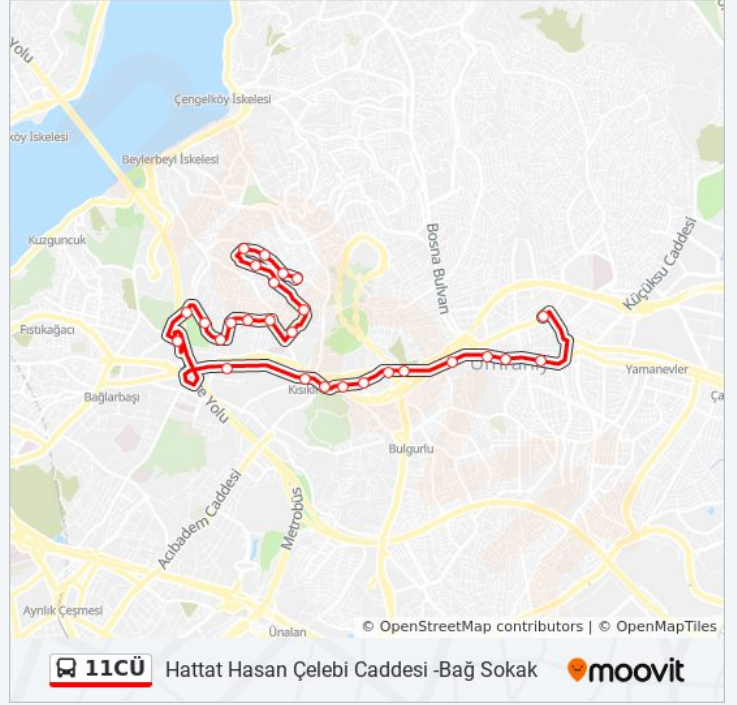 Yolu
Çengelköy İskelesi
köy İskelesi
Beylerbeyi İskelesi
Kuzguncuk
Bosna Bulvarı
Küçüksu Caddesi
Fıstıkağacı
Yamanevler
Bağlarbaşı
Yolu
Bulgurlu
Acıbadem Caddesi
Metrobüs
Ayrılık Çeşmesi
Ünalan
© OpenStreetMap contributors | © OpenMapTiles
11CÜ Hattat Hasan Çelebi Caddesi -Bağ Sokak moovit